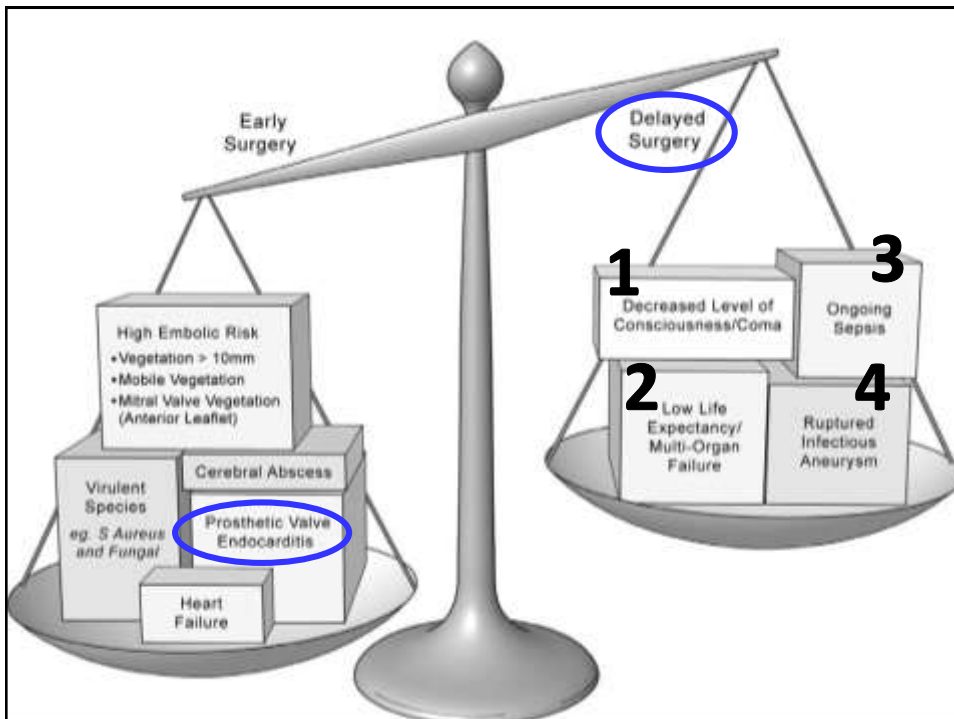 Early
Surgery
Delayed
Surgery
High Embolic Risk
•Vegetation > 10mm
•Mobile Vegetation
•Mitral Valve Vegetation
(Anterior Leaflet)
Cerebral Abscess
Virulent
Species
eg. S Aureus
and Fungal
Prosthetic Valve
Endocarditis
Heart
Failure
1
Decreased Level of
Consciousness/Coma
3
Ongoing
Sepsis
2
Low Life
Expectancy/
Multi-Organ
Failure
4
Ruptured
Infectious
Aneurysm